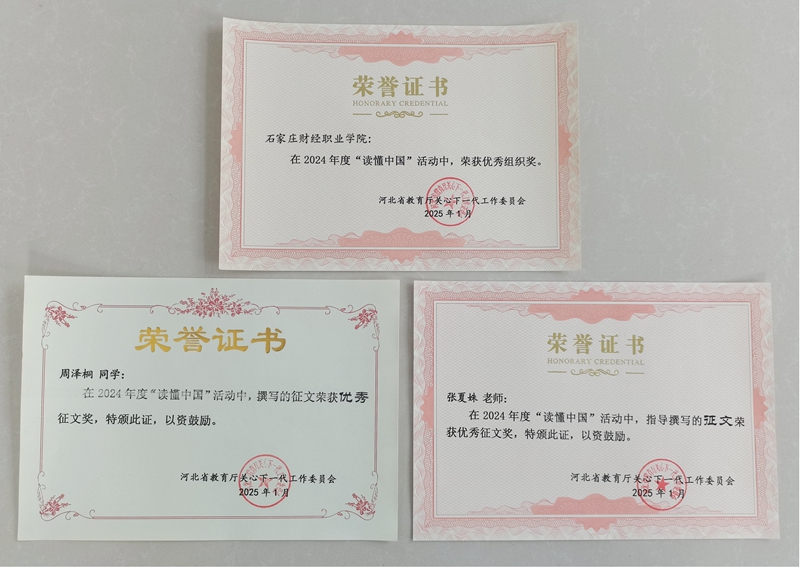 荣誉证书
HONORARY CREDENTIAL
石家庄财经职业学院：
在2024年度“读懂中国”活动中，荣获优秀组织奖。
河北省教育厅关心下一代工作委员会
2025年1月
荣誉证书
周泽桐 同学：
在2024年度“读懂中国”活动中，撰写的征文荣获优秀
征文奖，特颁此证，以资鼓励。
河北省教育厅关心下一代工作委员会
2025年1月
荣誉证书
HONORARY CREDENTIAL
张夏姝 老师：
在2024年度“读懂中国”活动中，指导撰写的征文荣
获优秀征文奖，特颁此证，以资鼓励。
河北省教育厅关心下一代工作委员会
2025年1月